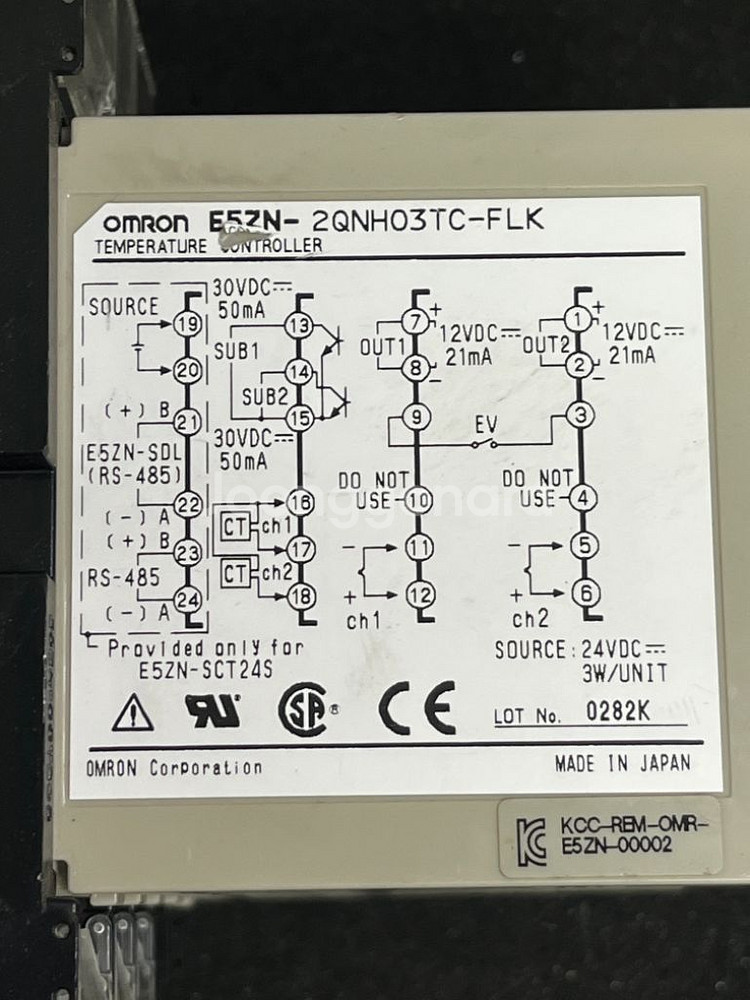 OMRON E5ZN- 2QNH03TC-FLK
TEMPERATURE CONTROLLER
SOURCE
19
20
(+) B
21
E5ZN-SDL
(RS-485)
22
(-) A
(+) B
23
RS-485
24
(-) A
Provided only for
E5ZN-SCT24S
30VDC
50mA
13
SUB1
14
SUB2
15
30VDC
50mA
16
CT ch1
17
CT ch2
18
7 +
OUT1 12VDC
21mA
8 -
9
EV
DO NOT
USE 10
- 11
+ 12
ch1
1 +
OUT2 12VDC
21mA
2 -
3
DO NOT
USE 4
- 5
+ 6
ch2
SOURCE: 24VDC
3W/UNIT
RU SA ® CE
LOT No. 0282K
OMRON Corporation MADE IN JAPAN
KCC-REM-OMR-
E5ZN-00002